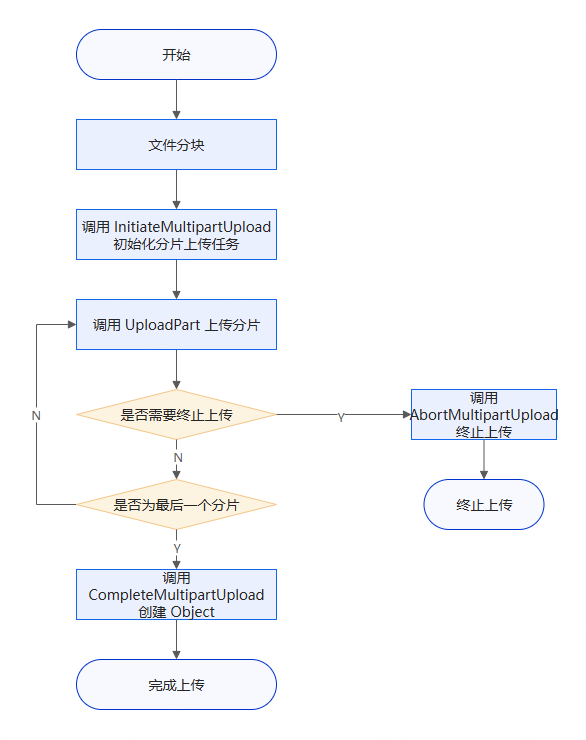 开始
文件分块
调用 InitiateMultipartUpload
初始化分片上传任务
调用 UploadPart 上传分片
N
是否需要终止上传
Y
调用
AbortMultipartUpload
终止上传
N
是否为最后一个分片
终止上传
Y
调用
CompleteMultipartUpload
创建 Object
完成上传